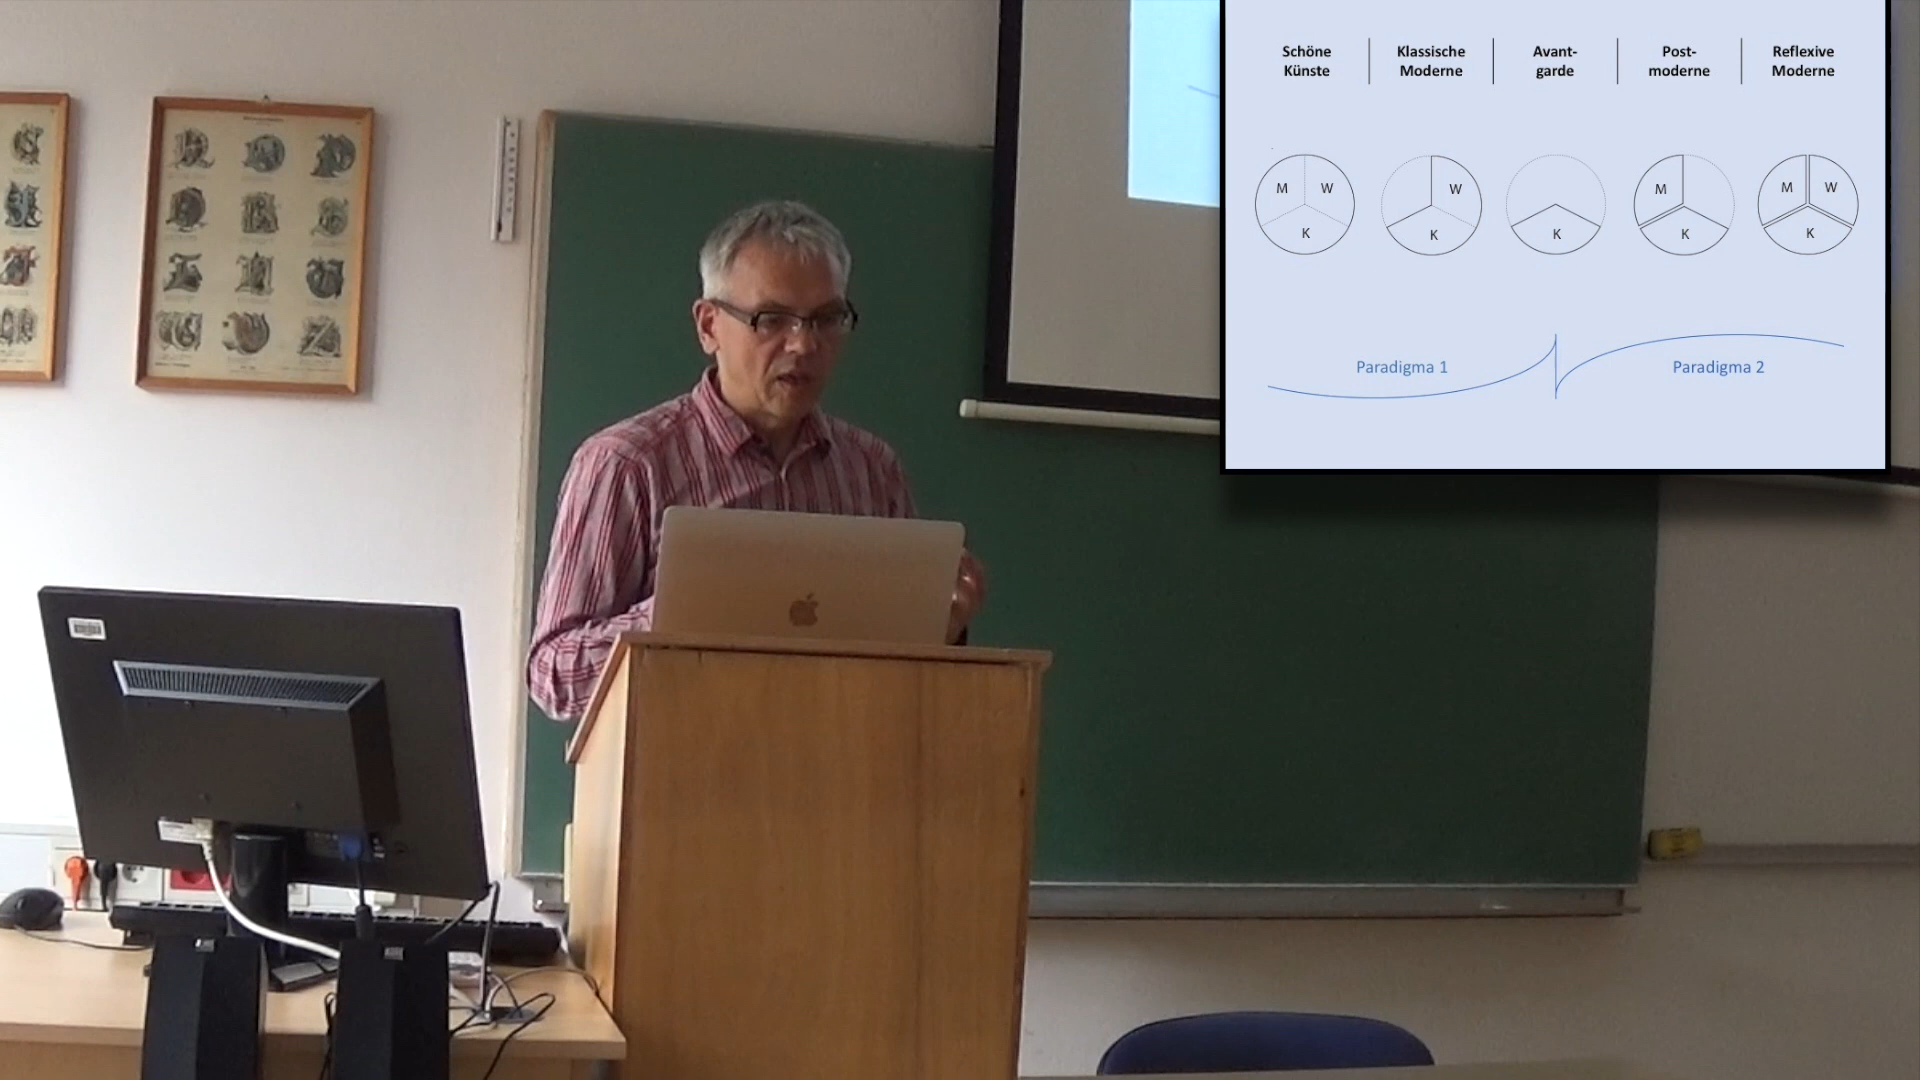 Schöne
Künste
Klassische
Moderne
Avant-
garde
Post-
moderne
Reflexive
Moderne
M W
K
W
K
K
M
K
M W
K
Paradigma 1
Paradigma 2